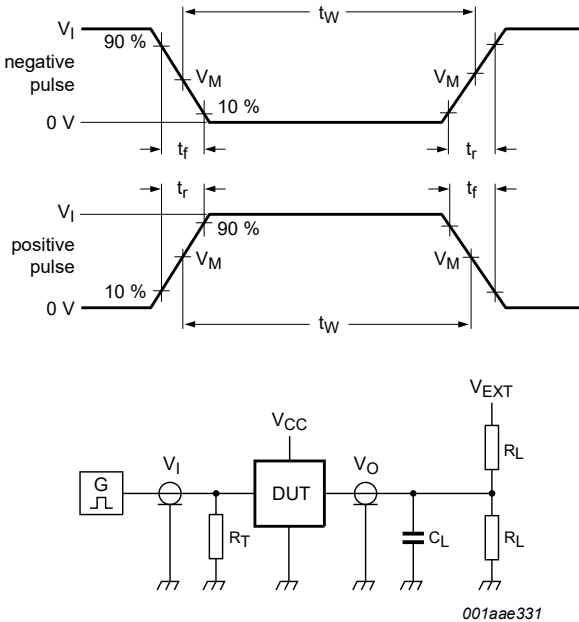 t_W
V_I
90 %
negative
pulse
V_M
V_M
10 %
0 V
t_f
t_r
t_r
t_f
V_I
90 %
positive
pulse
V_M
V_M
10 %
0 V
t_W
V_EXT
V_CC
R_L
V_I
V_O
G
DUT
R_T
C_L
R_L
001aae331